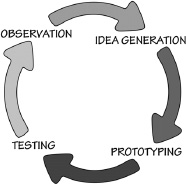 OBSERVATION
IDEA GENERATION
PROTOTYPING
TESTING